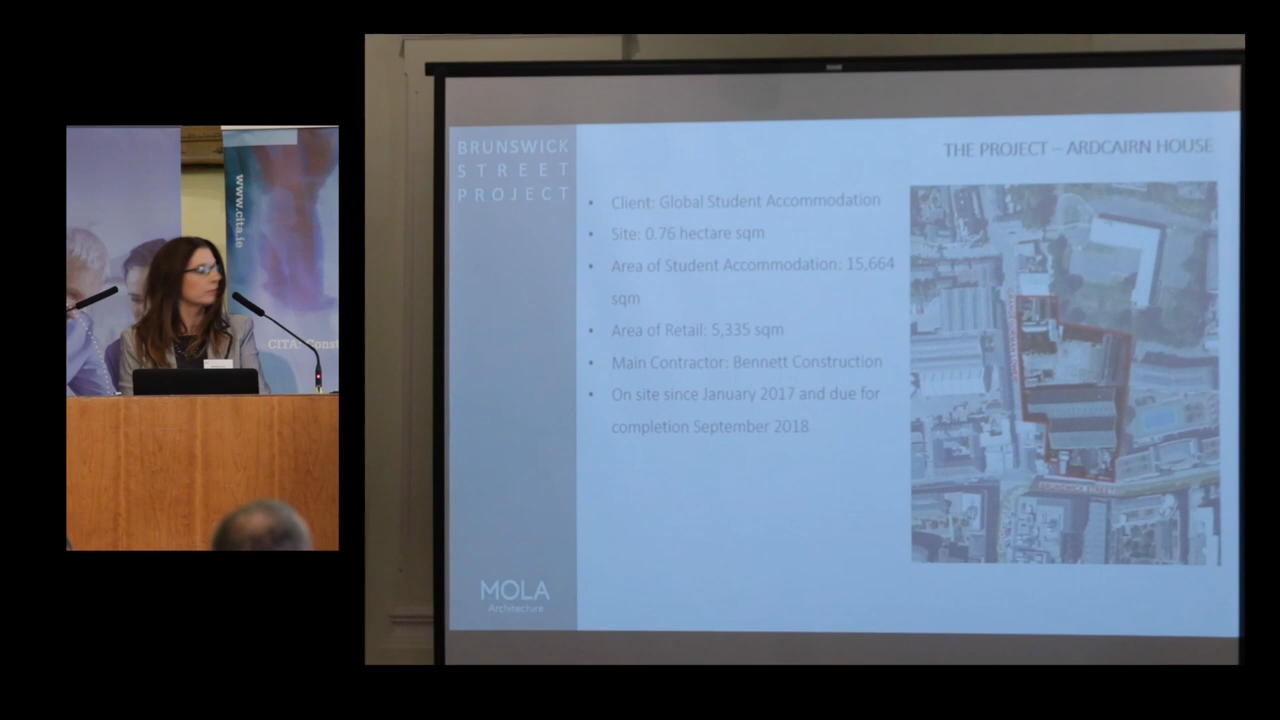 www.cita.ie
BRUNSWICK
STREET
PROJECT
THE PROJECT – ARDCAIRN HOUSE
• Client: Global Student Accommodation
• Site: 0.76 hectare sqm
• Area of Student Accommodation: 15,664
sqm
• Area of Retail: 5,335 sqm
• Main Contractor: Bennett Construction
• On site since January 2017 and due for
completion September 2018
BRUNSWICK STREET
MOLA
Architecture